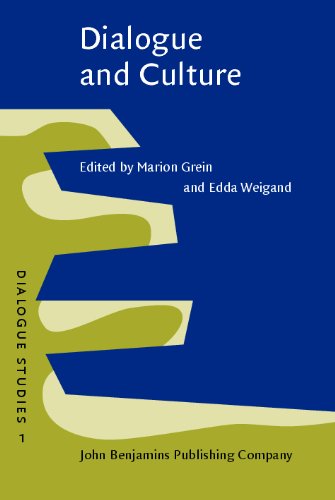 Dialogue
and Culture
Edited by Marion Grein
and Edda Weigand
DIALOGUE STUDIES 1
John Benjamins Publishing Company